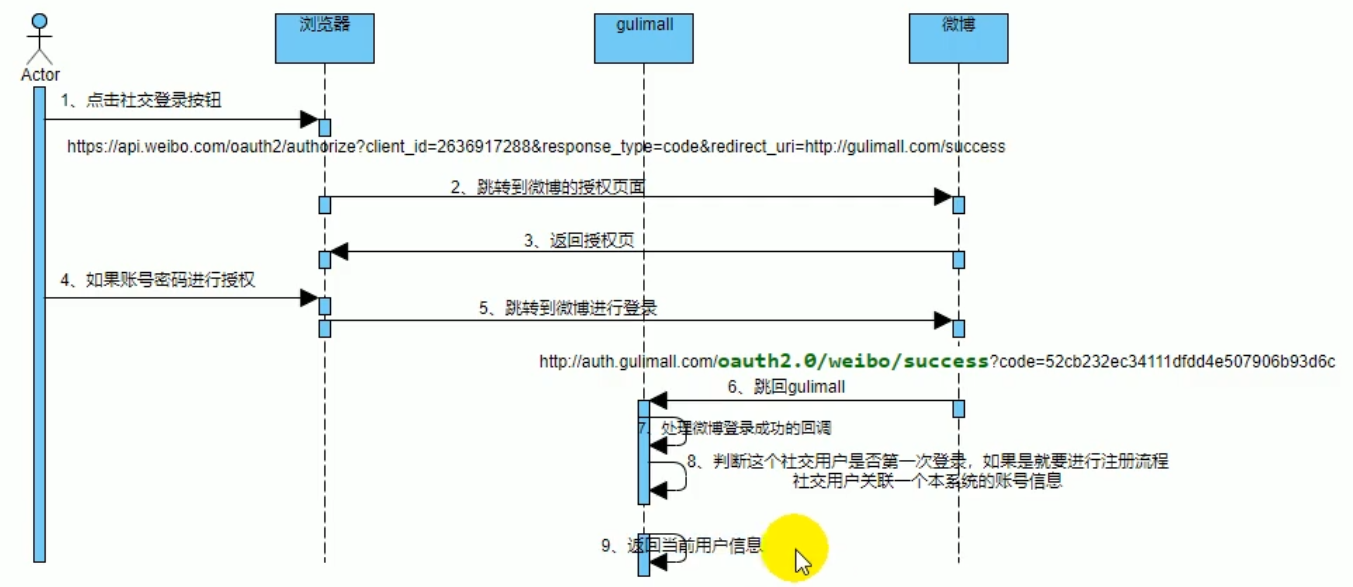 浏览器
gulimall
微博
Actor
1、点击社交登录按钮
https://api.weibo.com/oauth2/authorize?client_id=2636917288&response_type=code&redirect_uri=http://gulimall.com/success
2、跳转到微博的授权页面
3、返回授权页
4、如果账号密码进行授权
5、跳转到微博进行登录
http://auth.gulimall.com/oauth2.0/weibo/success?code=52cb232ec34111dfdd4e507906b93d6c
6、跳回gulimall
7、处理微博登录成功的回调
8、判断这个社交用户是否第一次登录，如果是就要进行注册流程
社交用户关联一个本系统的账号信息
9、返回当前用户信息